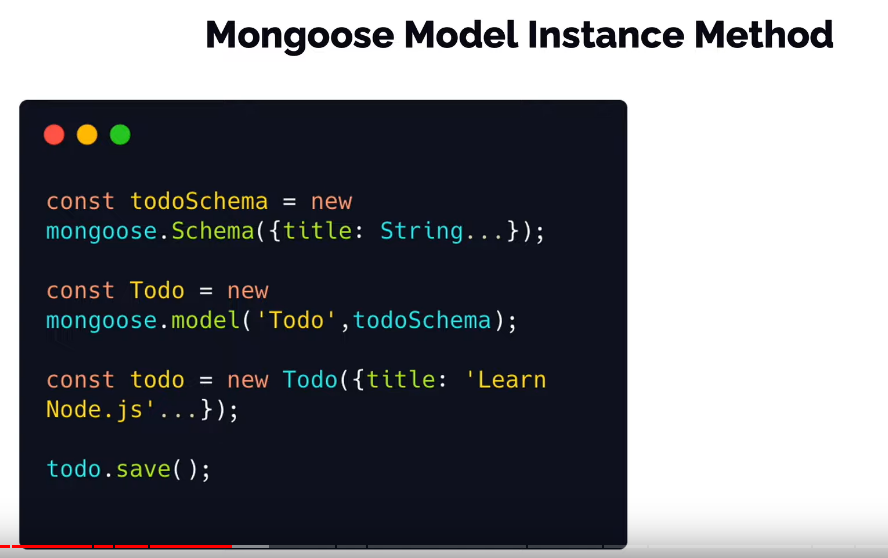 Mongoose Model Instance Method
const todoSchema = new
mongoose.Schema({title: String...});
const Todo = new
mongoose.model('Todo',todoSchema);
const todo = new Todo({title: 'Learn
Node.js'...});
todo.save();